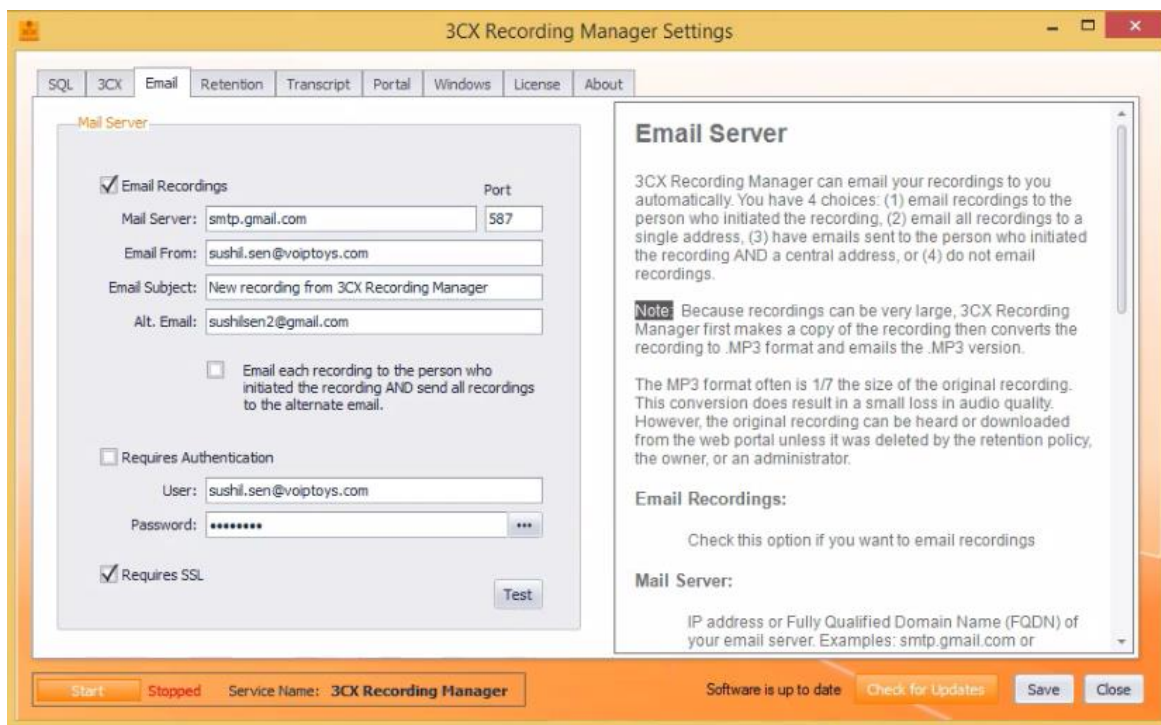 3CX Recording Manager Settings
SQL 3CX Email Retention Transcript Portal Windows License About
Mail Server
Email Recordings
Port
Mail Server: smtp.gmail.com 587
Email From: sushil.sen@voiptoys.com
Email Subject: New recording from 3CX Recording Manager
Alt. Email: sushilsen2@gmail.com
Email each recording to the person who
initiated the recording AND send all recordings
to the alternate email.
Requires Authentication
User: sushil.sen@voiptoys.com
Password: •••••••• •••
Requires SSL
Test
Email Server
3CX Recording Manager can email your recordings to you
automatically. You have 4 choices: (1) email recordings to the
person who initiated the recording, (2) email all recordings to a
single address, (3) have emails sent to the person who initiated
the recording AND a central address, or (4) do not email
recordings.
Note: Because recordings can be very large, 3CX Recording
Manager first makes a copy of the recording then converts the
recording to .MP3 format and emails the .MP3 version.
The MP3 format often is 1/7 the size of the original recording.
This conversion does result in a small loss in audio quality.
However, the original recording can be heard or downloaded
from the web portal unless it was deleted by the retention policy,
the owner, or an administrator.
Email Recordings:
Check this option if you want to email recordings
Mail Server:
IP address or Fully Qualified Domain Name (FQDN) of
your email server. Examples: smtp.gmail.com or
Start Stopped Service Name: 3CX Recording Manager Software is up to date Check for Updates Save Close